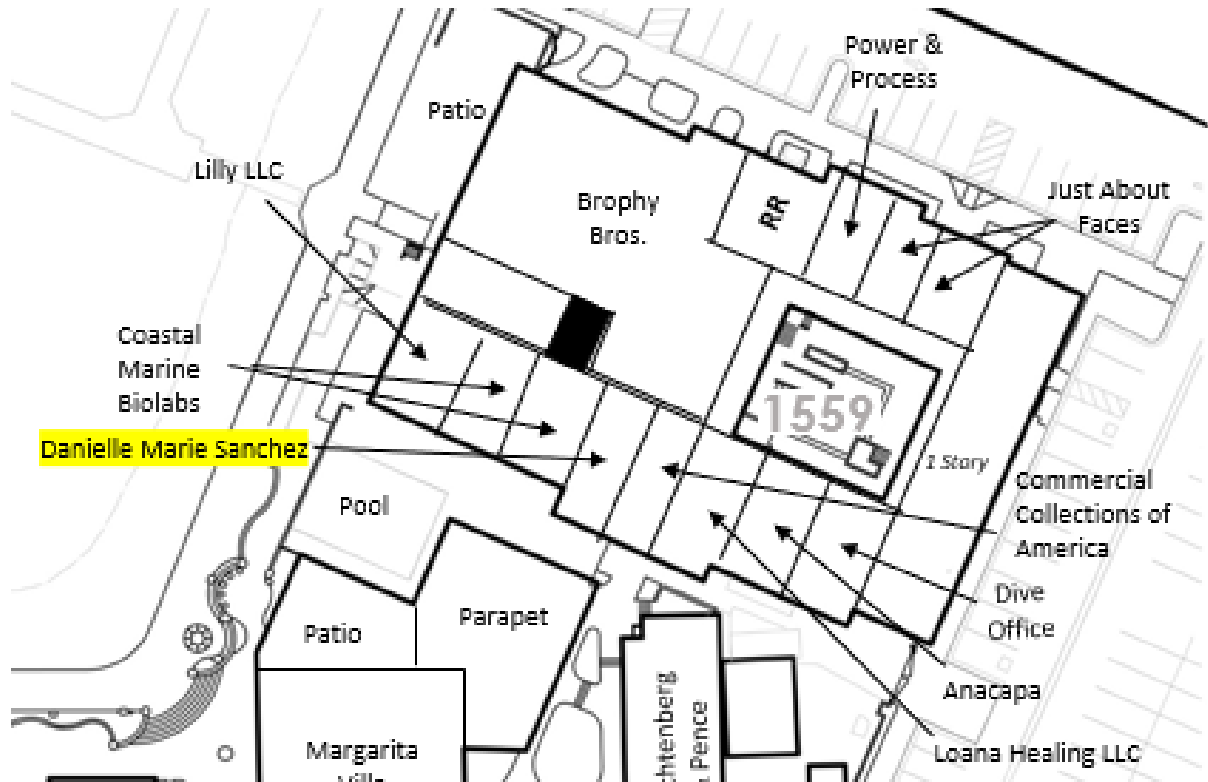 Power &
Process
Patio
Lilly LLC
Just About
Faces
Brophy
Bros.
RR
Coastal
Marine
Biolabs
1559
Danielle Marie Sanchez
1 Story
Commercial
Collections of
America
Pool
Dive
Office
Parapet
Patio
Anacapa
Pence
Loana Healing LLC
Margarita